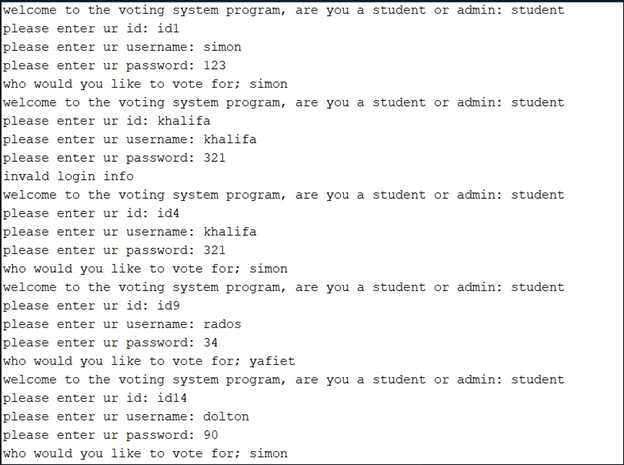 welcome to the voting system program, are you a student or admin: student
please enter ur id: id1
please enter ur username: simon
please enter ur password: 123
who would you like to vote for; simon
welcome to the voting system program, are you a student or admin: student
please enter ur id: khalifa
please enter ur username: khalifa
please enter ur password: 321
invald login info
welcome to the voting system program, are you a student or admin: student
please enter ur id: id4
please enter ur username: khalifa
please enter ur password: 321
who would you like to vote for; simon
welcome to the voting system program, are you a student or admin: student
please enter ur id: id9
please enter ur username: rados
please enter ur password: 34
who would you like to vote for; yafiet
welcome to the voting system program, are you a student or admin: student
please enter ur id: id14
please enter ur username: dolton
please enter ur password: 90
who would you like to vote for; simon